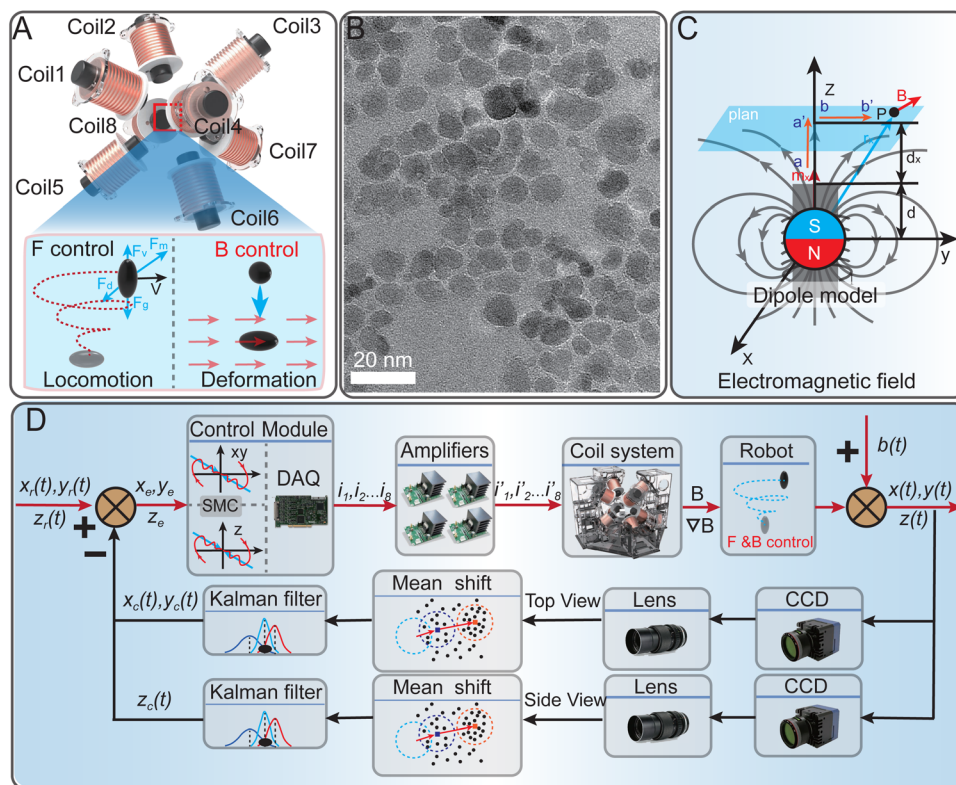 A
Coil2
Coil3
Coil1
Coil8
Coil4
Coil7
Coil5
Coil6
F control
Fv
Fm
Fd
V
Fg
Locomotion
B control
Deformation
B
20 nm
C
Z
B
b
b'
P
plan
a'
r
dx
a
mx
d
S
N
y
Dipole model
X
Electromagnetic field
D
Control Module
xy
DAQ
SMC
z
Amplifiers
Coil system
Robot
F &B control
+
b(t)
xr(t),yr(t)
zr(t)
+
−
xe,ye
ze
i1,i2...i8
i'1,i'2...i'8
B
∇B
x(t), y(t)
z(t)
xc(t),yc(t)
Kalman filter
Mean shift
Top View
Lens
CCD
zc(t)
Kalman filter
Mean shift
Side View
Lens
CCD